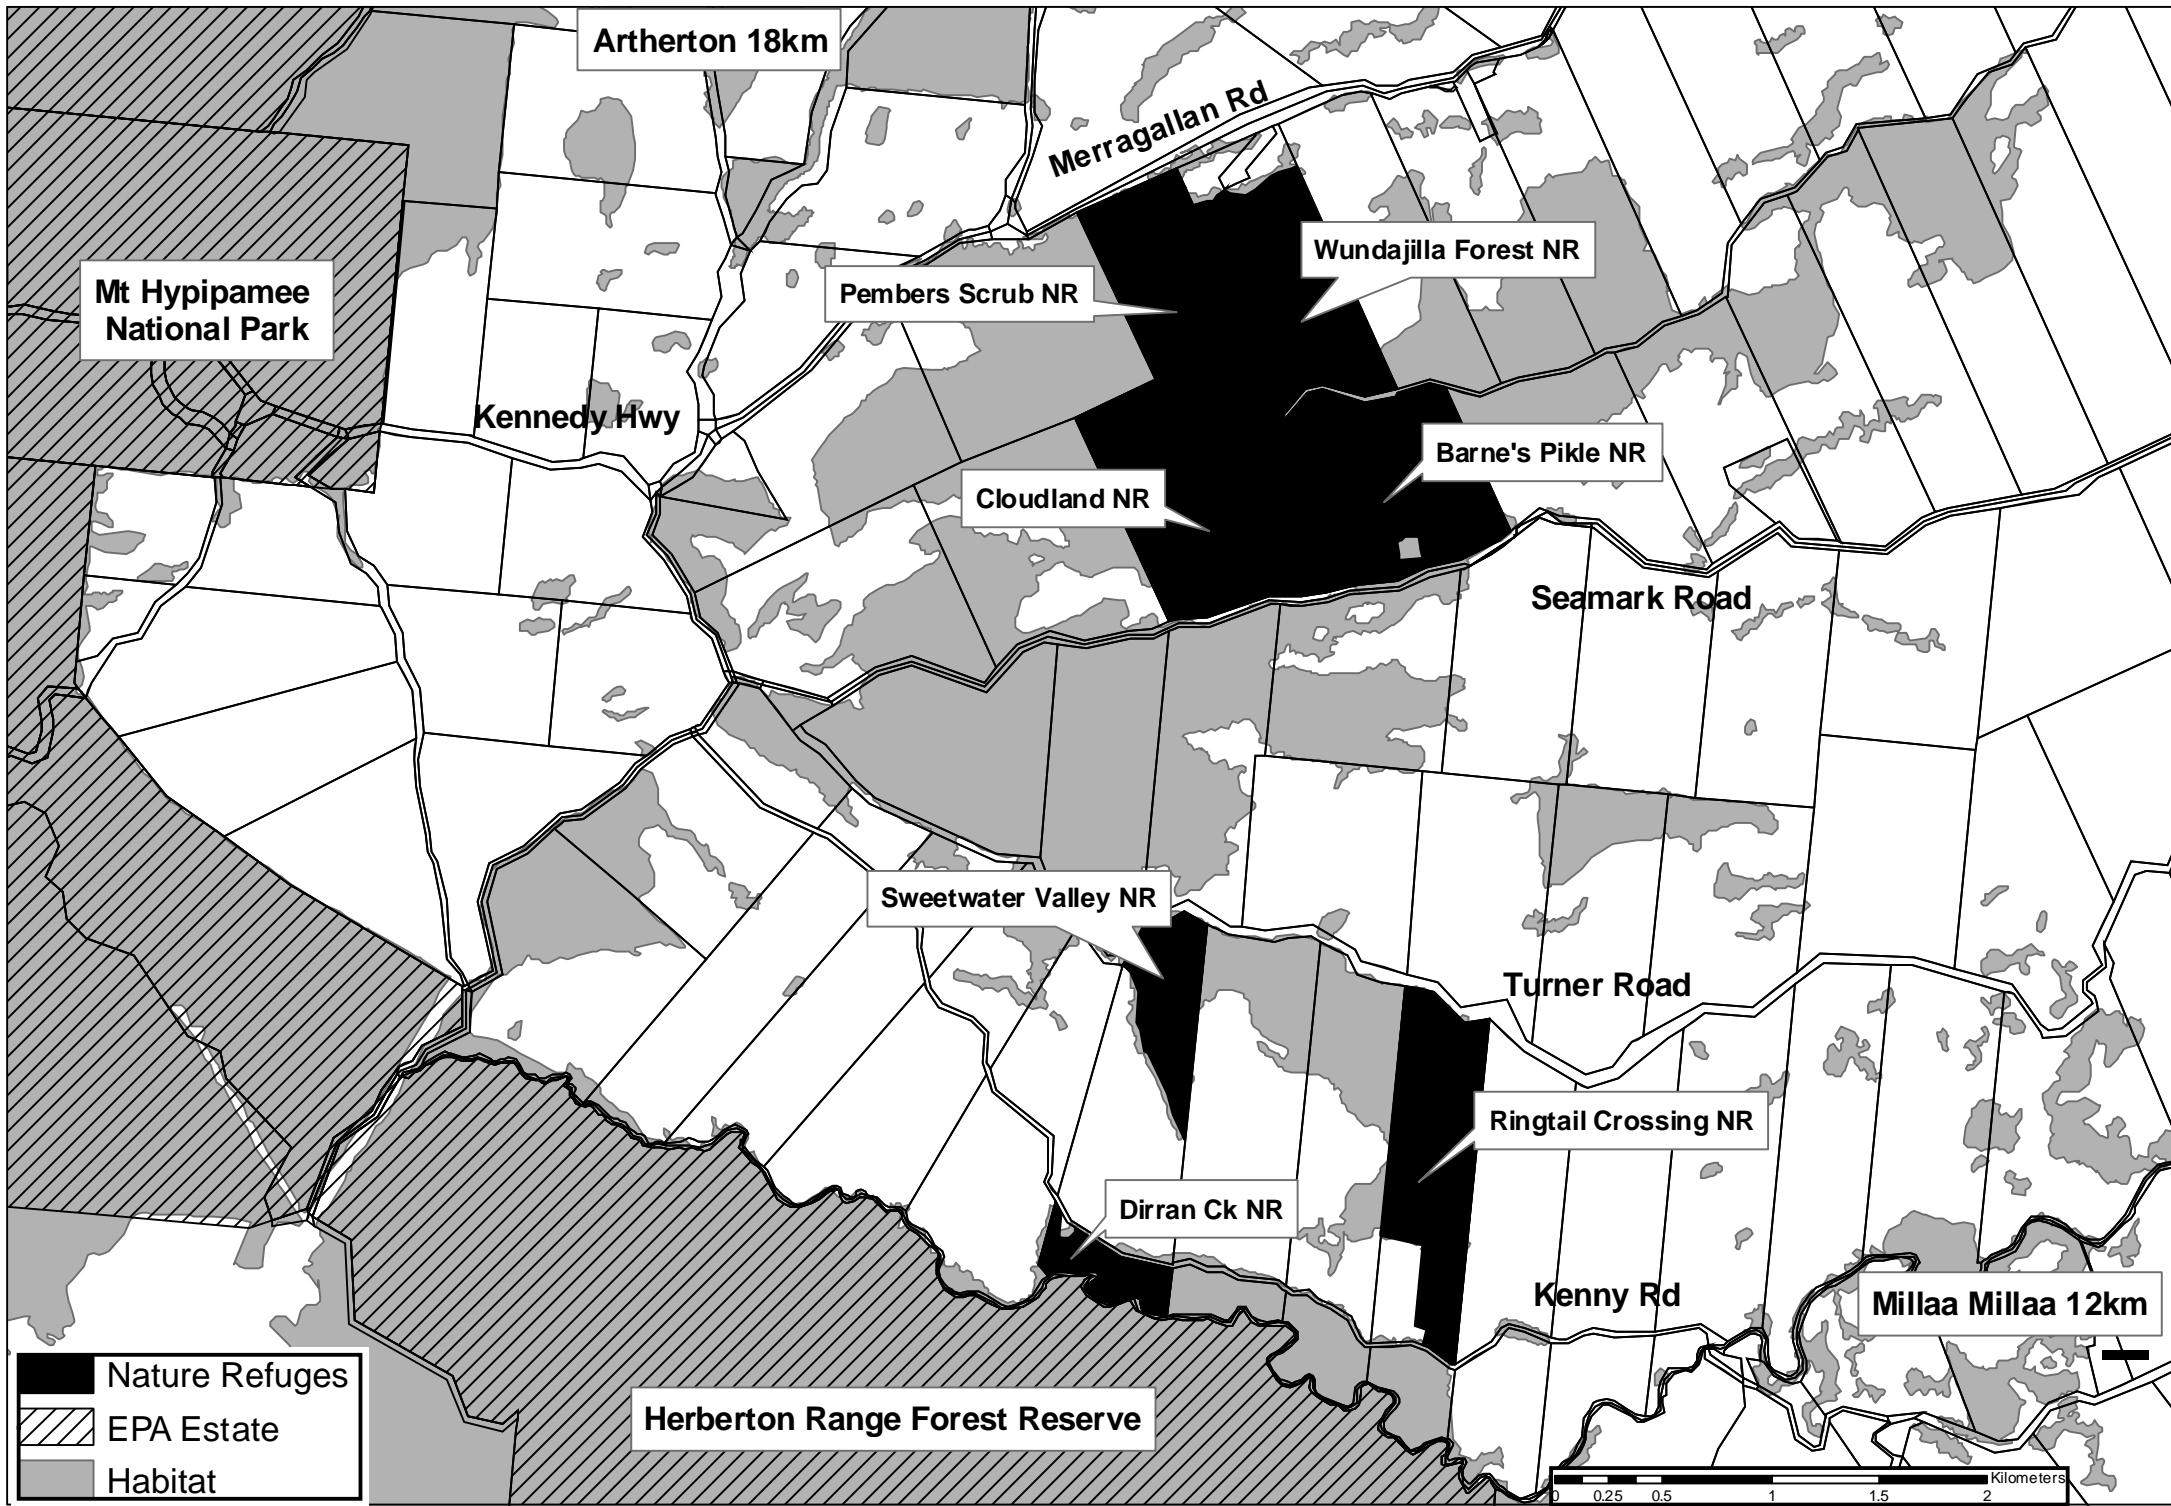 Artherton 18km
Merragallan Rd
Wundajilla Forest NR
Pembers Scrub NR
Mt Hypipamee
National Park
Kennedy Hwy
Barne's Pikle NR
Cloudland NR
Seamark Road
Sweetwater Valley NR
Turner Road
Ringtail Crossing NR
Dirran Ck NR
Kenny Rd
Millaa Millaa 12km
Nature Refuges
EPA Estate
Habitat
Herberton Range Forest Reserve
Kilometers
0 0.25 0.5 1 1.5 2